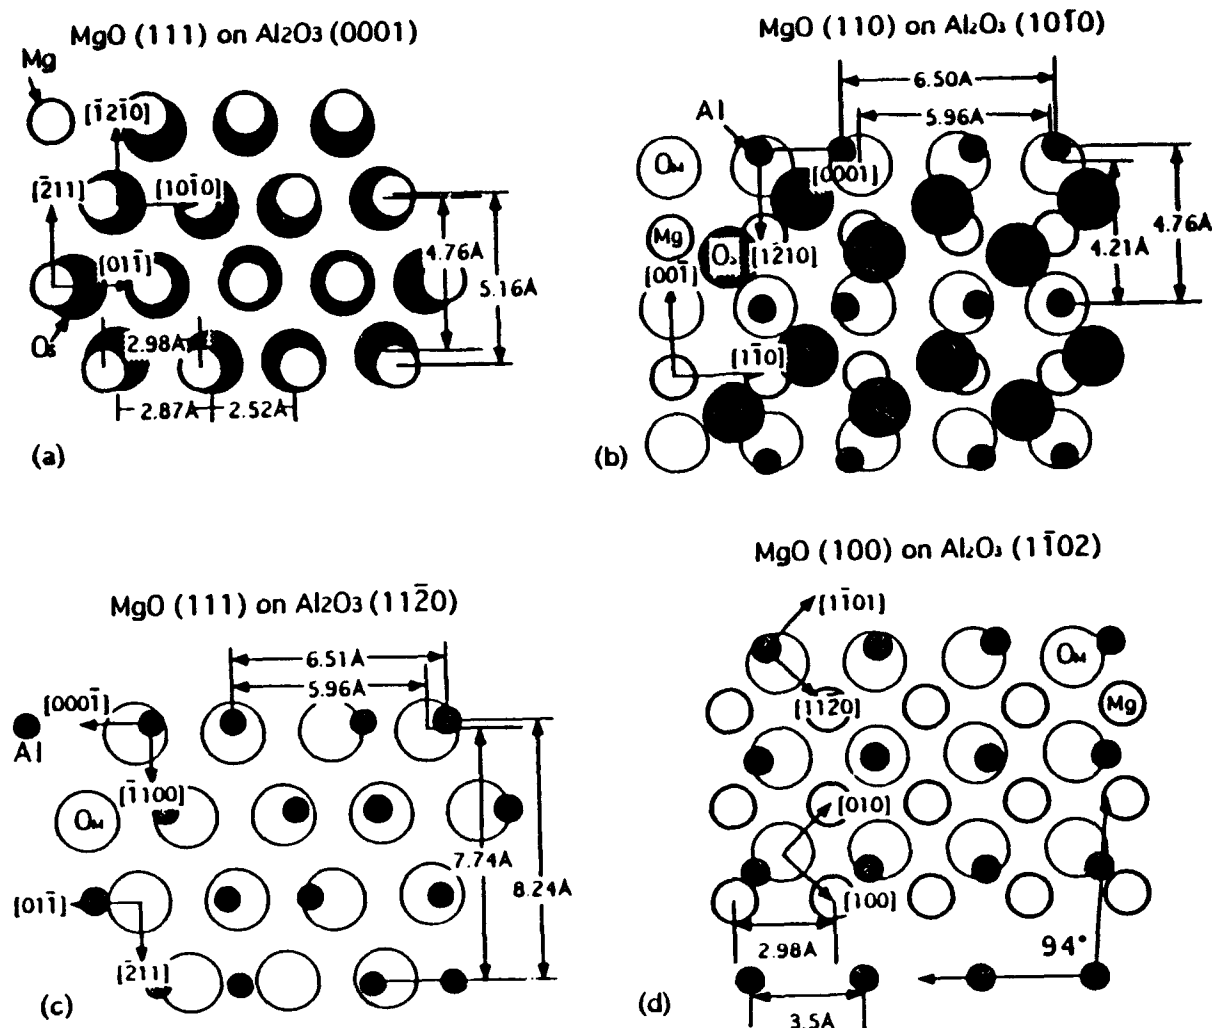 MgO (111) on Al₂O₃ (0001)
Mg
[1̄21̄0]
[2̄11]
[101̄0]
[011̄]
4.76A
5.16A
Os
2.98A
2.87A
2.52A
(a)
MgO (110) on Al₂O₃ (101̄0)
6.50A
5.96A
Al
OM
[0001]
Mg
Os
[12̄10]
4.21A
4.76A
[001̄]
[11̄0]
(b)
MgO (111) on Al₂O₃ (112̄0)
6.51A
5.96A
[0001̄]
Al
[1̄100]
OM
7.74A
8.24A
[011̄]
[2̄11]
(c)
MgO (100) on Al₂O₃ (11̄02)
[11̄01]
OM
[112̄0]
Mg
[010]
[100]
2.98A
94°
3.5A
(d)